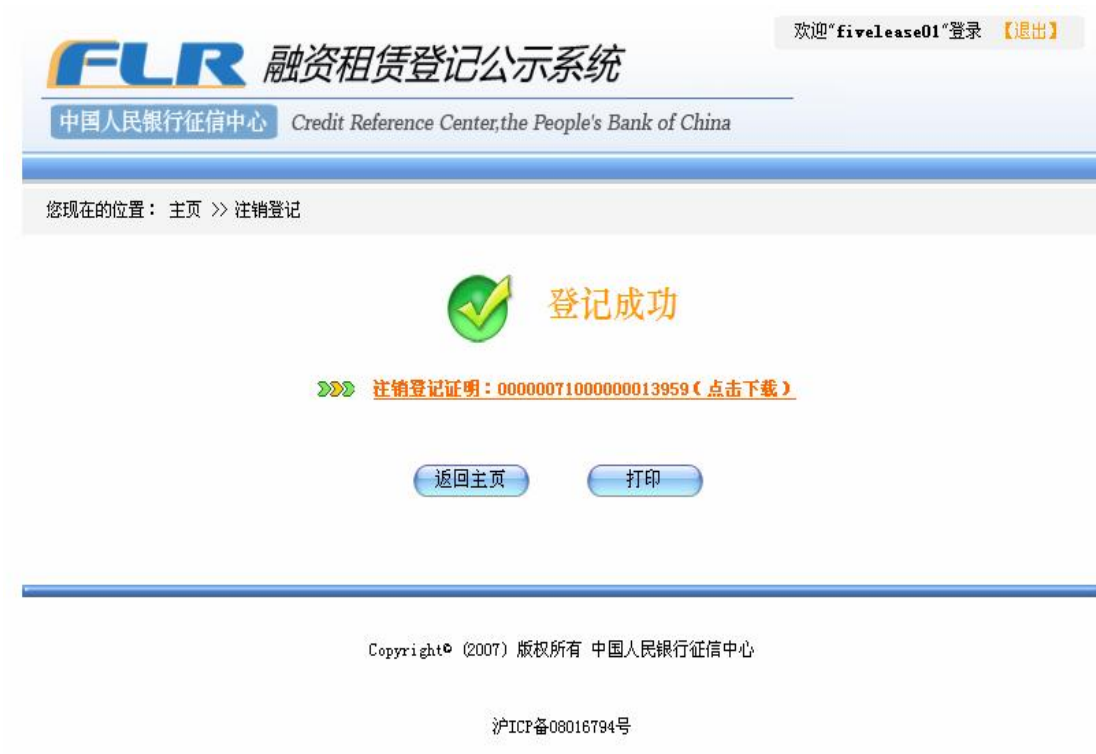 欢迎“fivelease01”登录 【退出】
FLR 融资租赁登记公示系统
中国人民银行征信中心 Credit Reference Center,the People's Bank of China
您现在的位置： 主页 >> 注销登记
登记成功
注销登记证明：00000071000000013959（点击下载）
返回主页 打印
Copyright© (2007) 版权所有 中国人民银行征信中心
沪ICP备08016794号